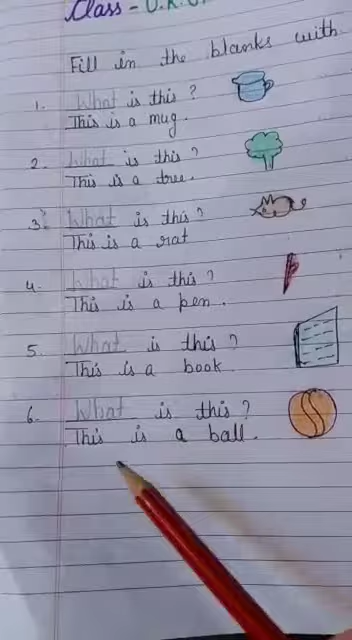 Class - U.K.G.
Fill in the blanks with
1. What is this ?
This is a mug.
2. What is this ?
This is a tree.
3. What is this ?
This is a rat
4. What is this ?
This is a pen.
5. What is this ?
This is a book.
6. What is this ?
This is a ball.